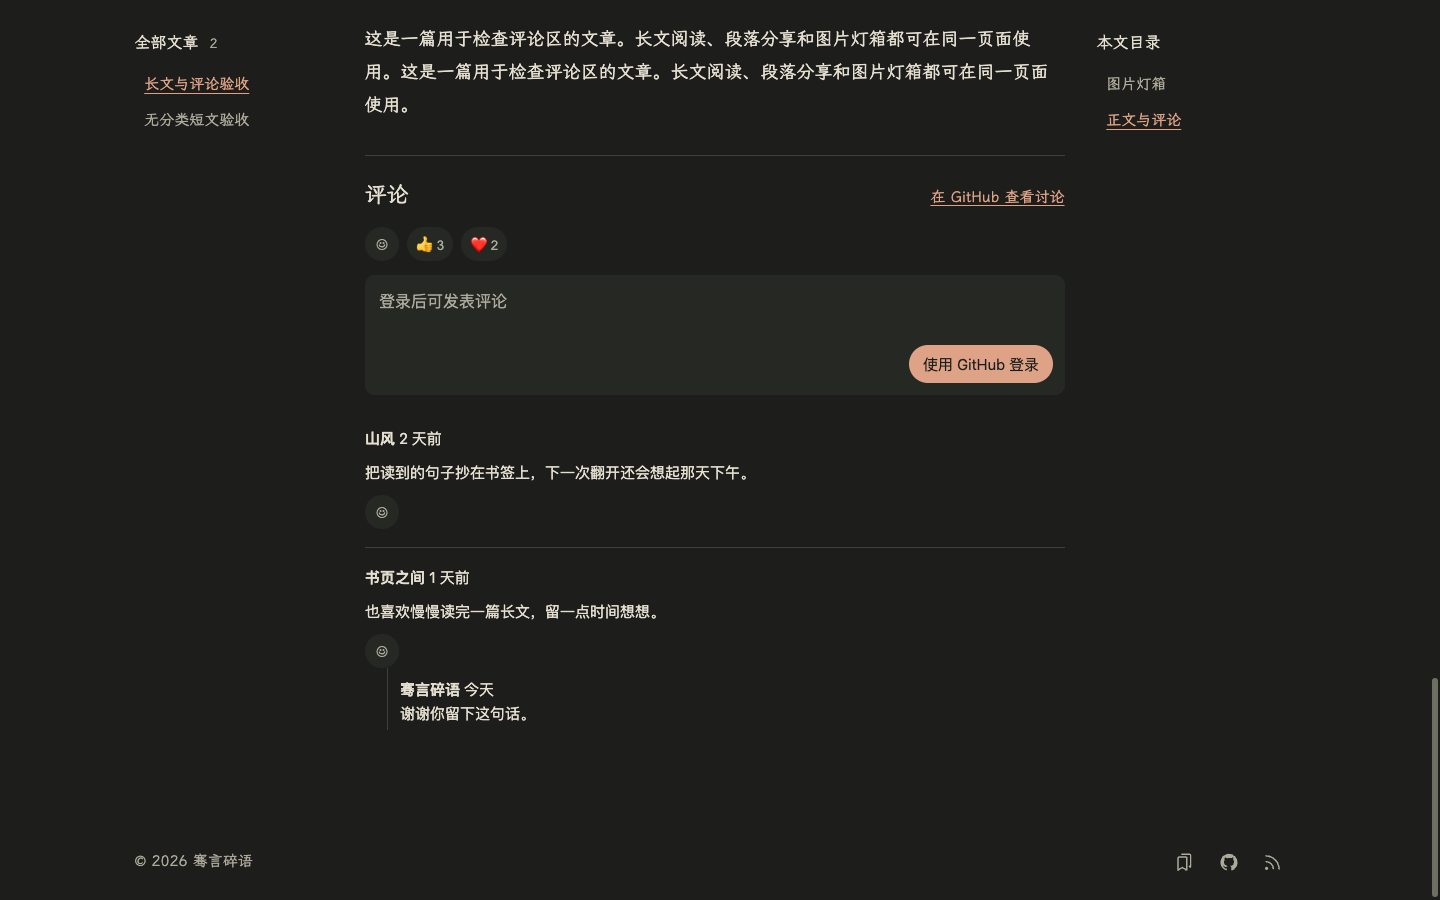 全部文章 2
长文与评论验收
无分类短文验收
这是一篇用于检查评论区的文章。长文阅读、段落分享和图片灯箱都可在同一页面使
用。这是一篇用于检查评论区的文章。长文阅读、段落分享和图片灯箱都可在同一页面
使用。
本文目录
图片灯箱
正文与评论
评论
在 GitHub 查看讨论
👍 3 ❤️ 2
登录后可发表评论
使用 GitHub 登录
山风 2 天前
把读到的句子抄在书签上，下一次翻开还会想起那天下午。
书页之间 1 天前
也喜欢慢慢读完一篇长文，留一点时间想想。
骞言碎语 今天
谢谢你留下这句话。
© 2026 骞言碎语